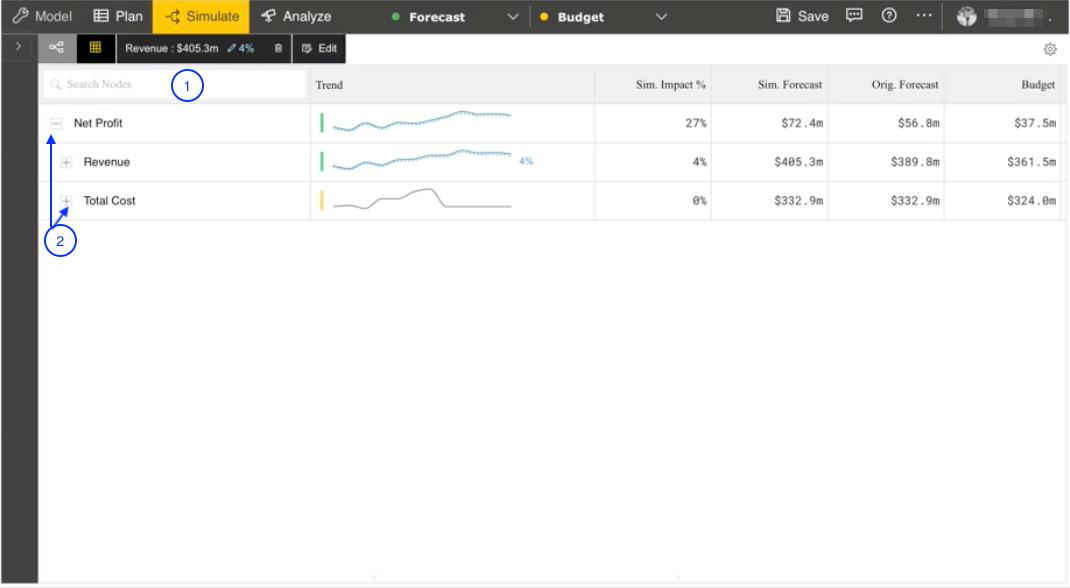 Model Plan Simulate Analyze Forecast Budget Save
Revenue : $405.3m 4% Edit
Search Nodes 1 Trend Sim. Impact % Sim. Forecast Orig. Forecast Budget
Net Profit 27% $72.4m $56.8m $37.5m
Revenue 4% 4% $405.3m $389.8m $361.5m
Total Cost 0% $332.9m $332.9m $324.0m
2